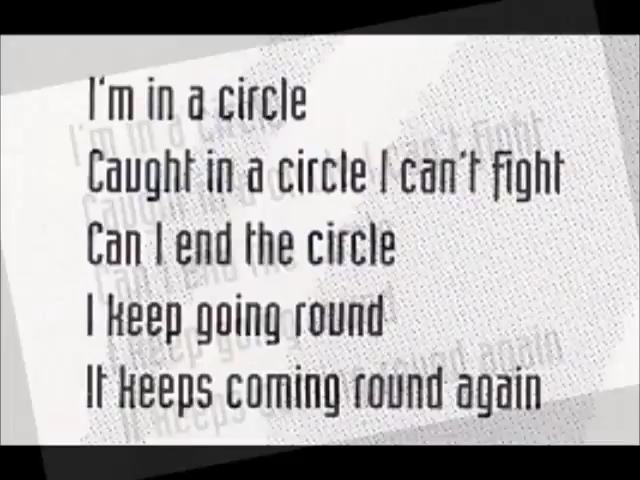 I'm in a circle
Caught in a circle I can't fight
Can I end the circle
I keep going round
It keeps coming round again